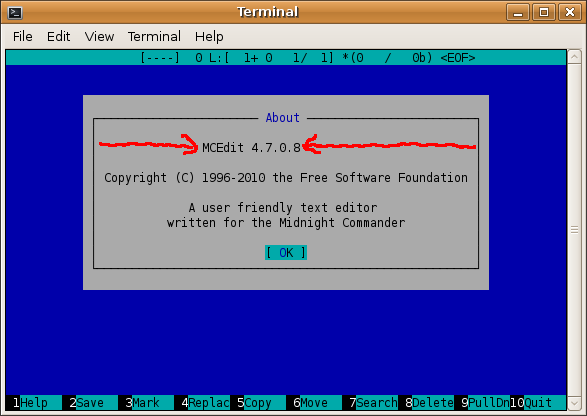 Terminal
File Edit View Terminal Help
[----]  0 L:[  1+ 0   1/  1] *(0   /   0b) <EOF>
About
MCEdit 4.7.0.8
Copyright (C) 1996-2010 the Free Software Foundation
A user friendly text editor
written for the Midnight Commander
[ OK ]
1Help 2Save 3Mark 4Replac 5Copy 6Move 7Search 8Delete 9PullDn 10Quit